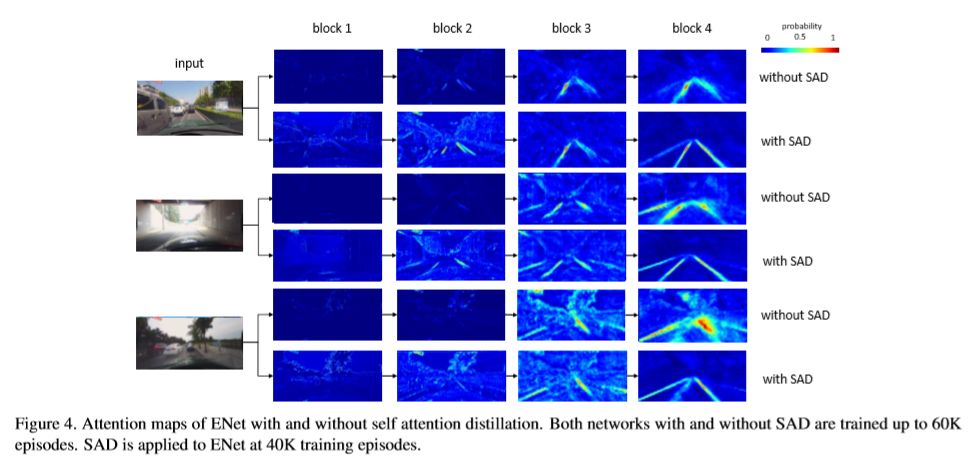 block 1 block 2 block 3 block 4 probability
0 0.5 1
input
without SAD
with SAD
without SAD
with SAD
without SAD
with SAD
Figure 4. Attention maps of ENet with and without self attention distillation. Both networks with and without SAD are trained up to 60K
episodes. SAD is applied to ENet at 40K training episodes.